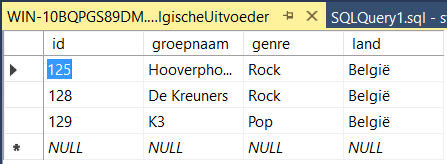 WIN-10BQPGS89DM....lgischeUitvoeder SQLQuery1.sql - s
id groepnaam genre land
125 Hooverpho... Rock België
128 De Kreuners Rock België
129 K3 Pop België
* NULL NULL NULL NULL